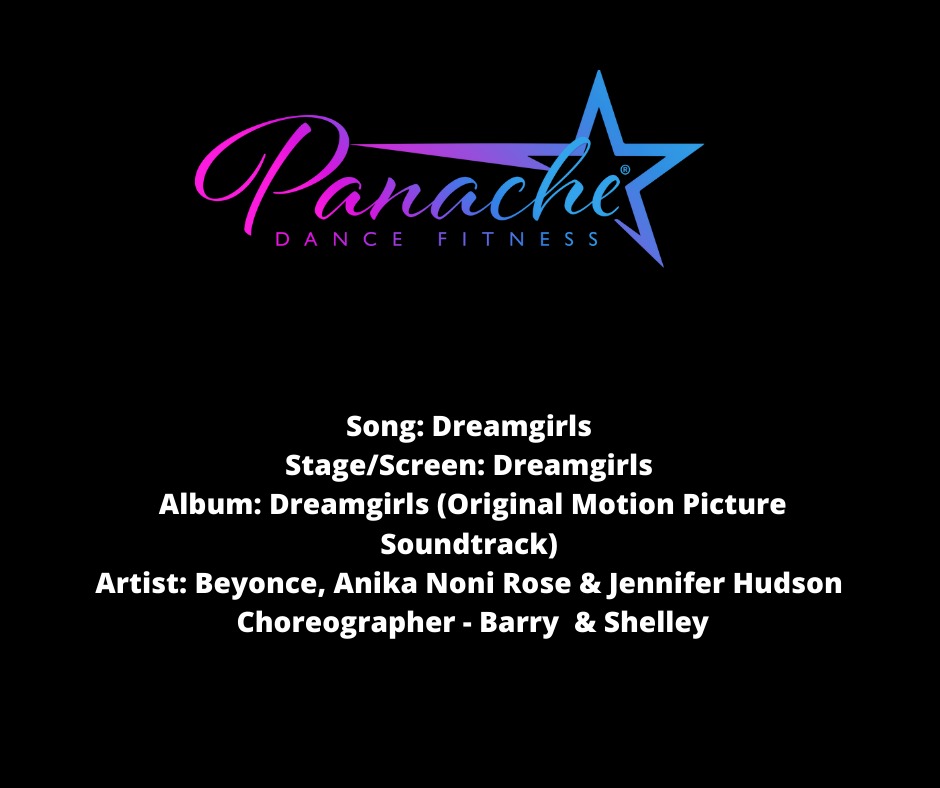 Panache®
DANCE FITNESS
Song: Dreamgirls
Stage/Screen: Dreamgirls
Album: Dreamgirls (Original Motion Picture
Soundtrack)
Artist: Beyonce, Anika Noni Rose & Jennifer Hudson
Choreographer - Barry  & Shelley